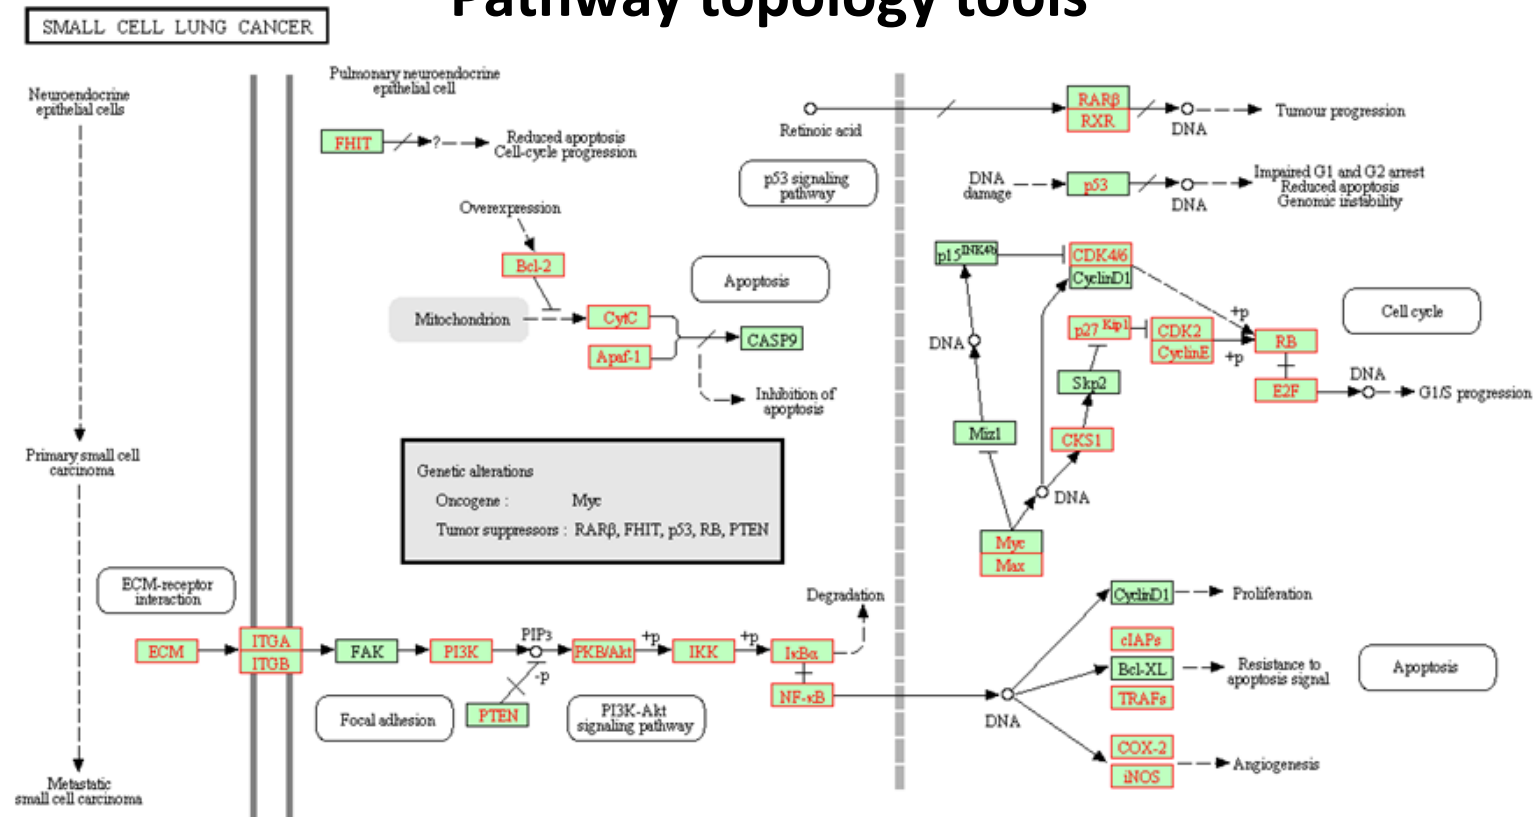 Pathway topology tools
SMALL CELL LUNG CANCER
Neuroendocrine
epithelial cells
Primary small cell
carcinoma
Metastatic
small cell carcinoma
Pulmonary neuroendocrine
epithelial cell
FHIT
?
Reduced apoptosis
Cell-cycle progression
Overexpression
Bcl-2
Mitochondrion
CytC
Apaf-1
CASP9
Apoptosis
Inhibition of
apoptosis
p53 signaling
pathway
Retinoic acid
RARβ
RXR
DNA
Tumour progression
DNA
damage
p53
DNA
Impaired G1 and G2 arrest
Reduced apoptosis
Genomic instability
p15INK4b
CDK4/6
CyclinD1
DNA
p27 Kip1
CDK2
CyclinE
+p
+p
RB
E2F
DNA
G1/S progression
Cell cycle
Skp2
Miz1
CKS1
DNA
Myc
Max
Genetic alterations
Oncogene : Myc
Tumor suppressors : RARβ, FHIT, p53, RB, PTEN
ECM-receptor
interaction
ECM
ITGA
ITGB
FAK
PI3K
PIP3
-p
PTEN
PKB/Akt
+p
IKK
+p
IκBα
NF-κB
Degradation
Focal adhesion
PI3K-Akt
signaling pathway
DNA
CyclinD1
Proliferation
cIAPs
Bcl-XL
TRAFs
Resistance to
apoptosis signal
Apoptosis
COX-2
iNOS
Angiogenesis